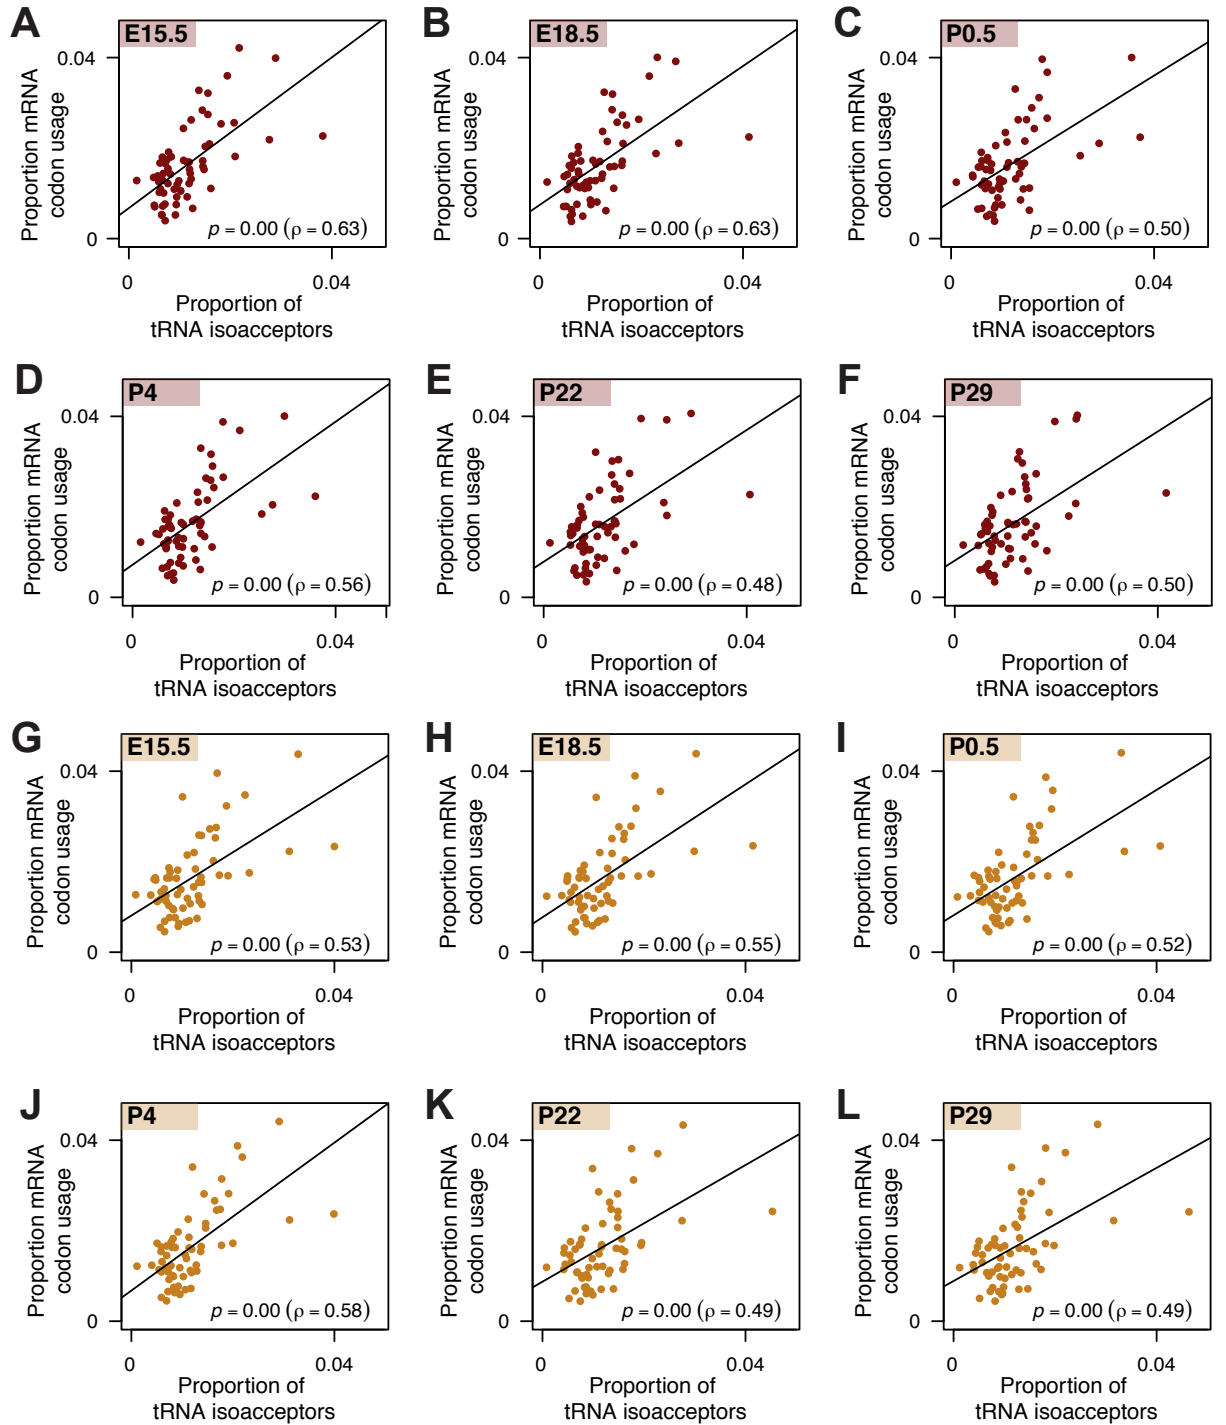 A
E15.5
Proportion mRNA
codon usage
0.04
0
p = 0.00 (ρ = 0.63)
0
0.04
Proportion of
tRNA isoacceptors
B
E18.5
Proportion mRNA
codon usage
0.04
0
p = 0.00 (ρ = 0.63)
0
0.04
Proportion of
tRNA isoacceptors
C
P0.5
Proportion mRNA
codon usage
0.04
0
p = 0.00 (ρ = 0.50)
0
0.04
Proportion of
tRNA isoacceptors
D
P4
Proportion mRNA
codon usage
0.04
0
p = 0.00 (ρ = 0.56)
0
0.04
Proportion of
tRNA isoacceptors
E
P22
Proportion mRNA
codon usage
0.04
0
p = 0.00 (ρ = 0.48)
0
0.04
Proportion of
tRNA isoacceptors
F
P29
Proportion mRNA
codon usage
0.04
0
p = 0.00 (ρ = 0.50)
0
0.04
Proportion of
tRNA isoacceptors
G
E15.5
Proportion mRNA
codon usage
0.04
0
p = 0.00 (ρ = 0.53)
0
0.04
Proportion of
tRNA isoacceptors
H
E18.5
Proportion mRNA
codon usage
0.04
0
p = 0.00 (ρ = 0.55)
0
0.04
Proportion of
tRNA isoacceptors
I
P0.5
Proportion mRNA
codon usage
0.04
0
p = 0.00 (ρ = 0.52)
0
0.04
Proportion of
tRNA isoacceptors
J
P4
Proportion mRNA
codon usage
0.04
0
p = 0.00 (ρ = 0.58)
0
0.04
Proportion of
tRNA isoacceptors
K
P22
Proportion mRNA
codon usage
0.04
0
p = 0.00 (ρ = 0.49)
0
0.04
Proportion of
tRNA isoacceptors
L
P29
Proportion mRNA
codon usage
0.04
0
p = 0.00 (ρ = 0.49)
0
0.04
Proportion of
tRNA isoacceptors